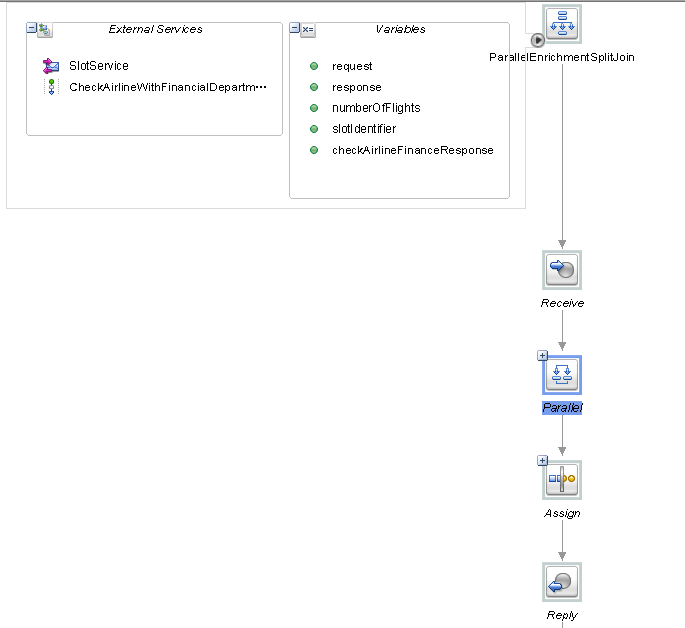 External Services
SlotService
CheckAirlineWithFinancialDepartm···
x=
Variables
request
response
numberOfFlights
slotIdentifier
checkAirlineFinanceResponse
ParallelEnrichmentSplitJoin
Receive
Parallel
Assign
Reply